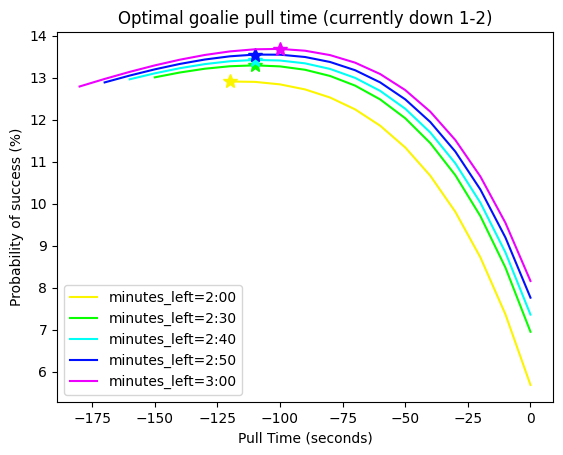 Optimal goalie pull time (currently down 1-2)
Probability of success (%)
14
13
12
11
10
9
8
7
6
minutes_left=2:00
minutes_left=2:30
minutes_left=2:40
minutes_left=2:50
minutes_left=3:00
−175 −150 −125 −100 −75 −50 −25 0
Pull Time (seconds)